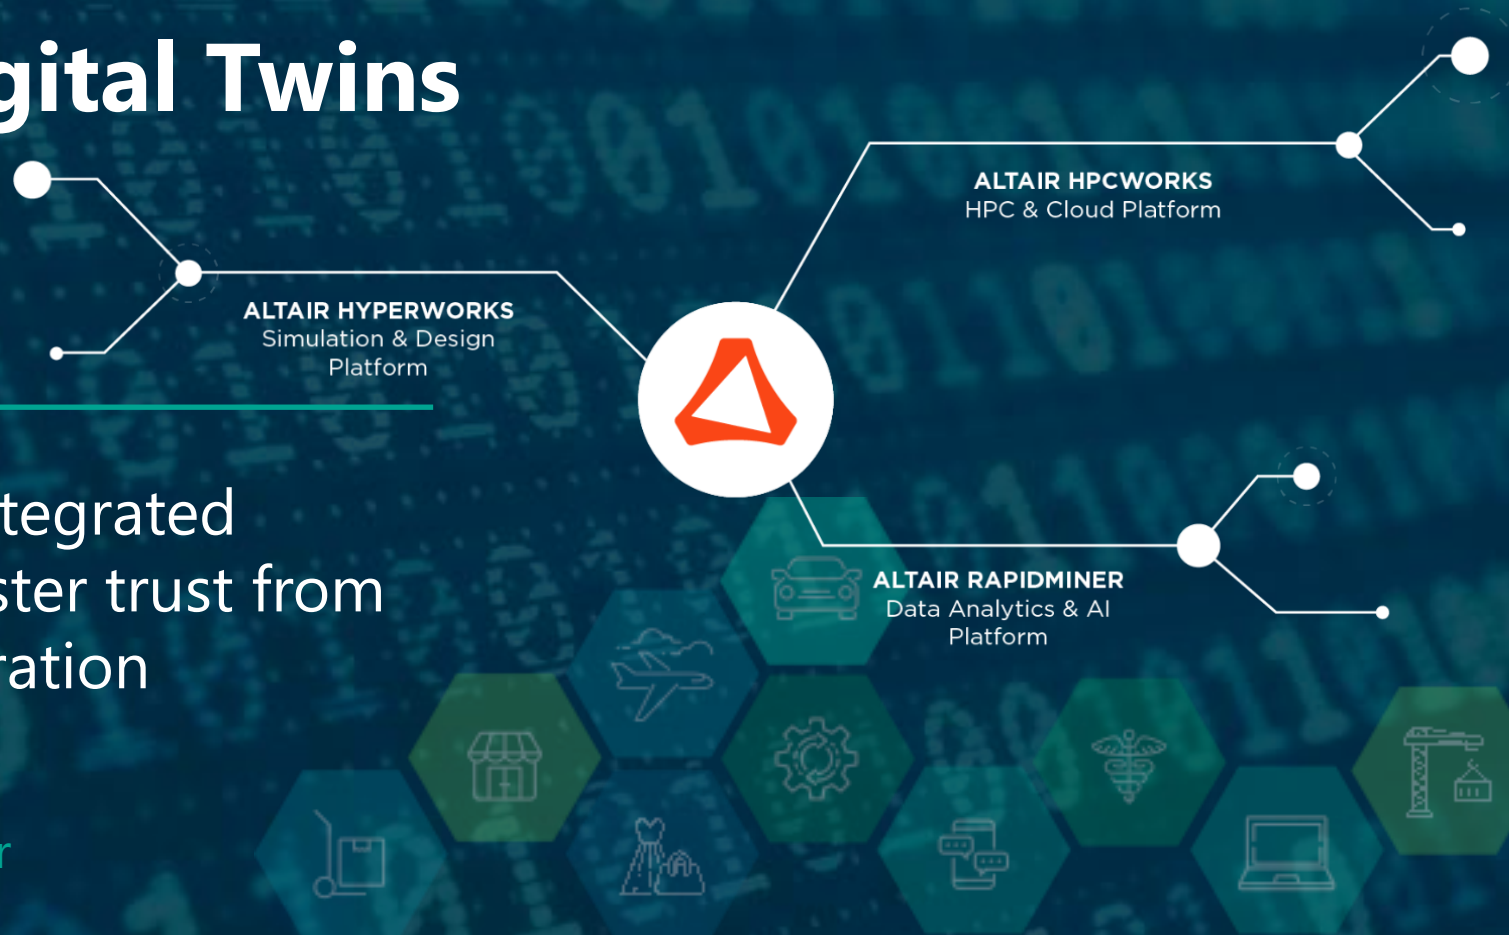 gital Twins
ALTAIR HPCWORKS
HPC & Cloud Platform
ALTAIR HYPERWORKS
Simulation & Design
Platform
tegrated
ster trust from
ration
ALTAIR RAPIDMINER
Data Analytics & AI
Platform
r